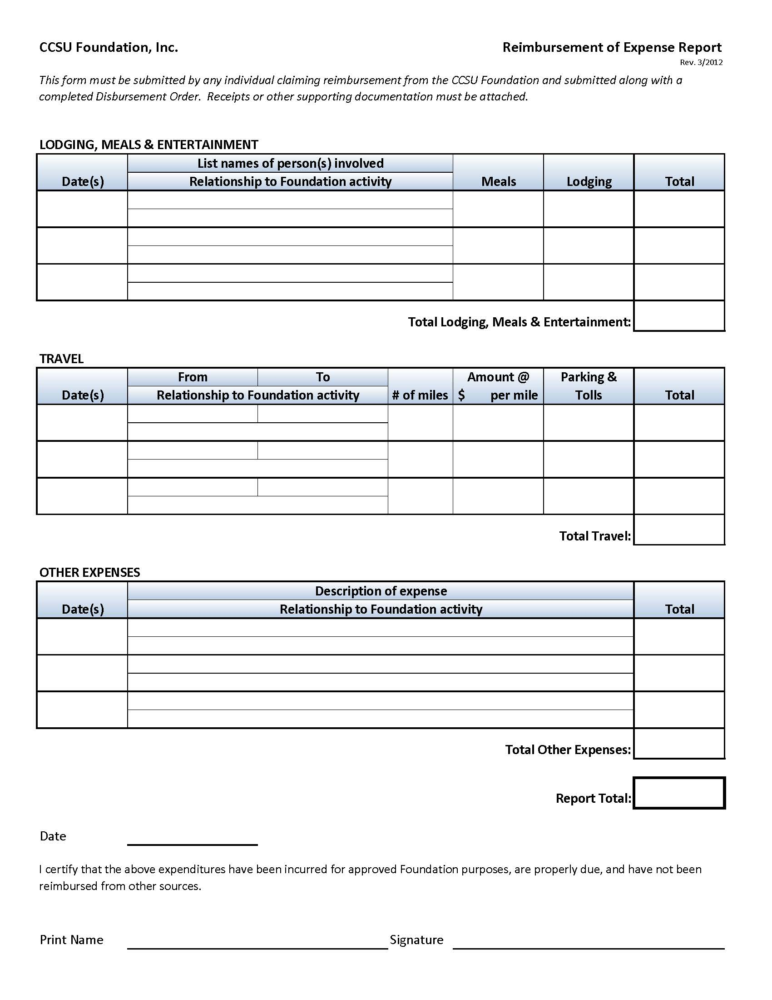 CCSU Foundation, Inc. Reimbursement of Expense Report
Rev. 3/2012
This form must be submitted by any individual claiming reimbursement from the CCSU Foundation and submitted along with a
completed Disbursement Order. Receipts or other supporting documentation must be attached.
LODGING, MEALS & ENTERTAINMENT
List names of person(s) involved
Date(s) Relationship to Foundation activity Meals Lodging Total
Total Lodging, Meals & Entertainment:
TRAVEL
From To Amount @ Parking &
Date(s) Relationship to Foundation activity # of miles $ per mile Tolls Total
Total Travel:
OTHER EXPENSES
Description of expense
Date(s) Relationship to Foundation activity Total
Total Other Expenses:
Report Total:
Date
I certify that the above expenditures have been incurred for approved Foundation purposes, are properly due, and have not been
reimbursed from other sources.
Print Name Signature